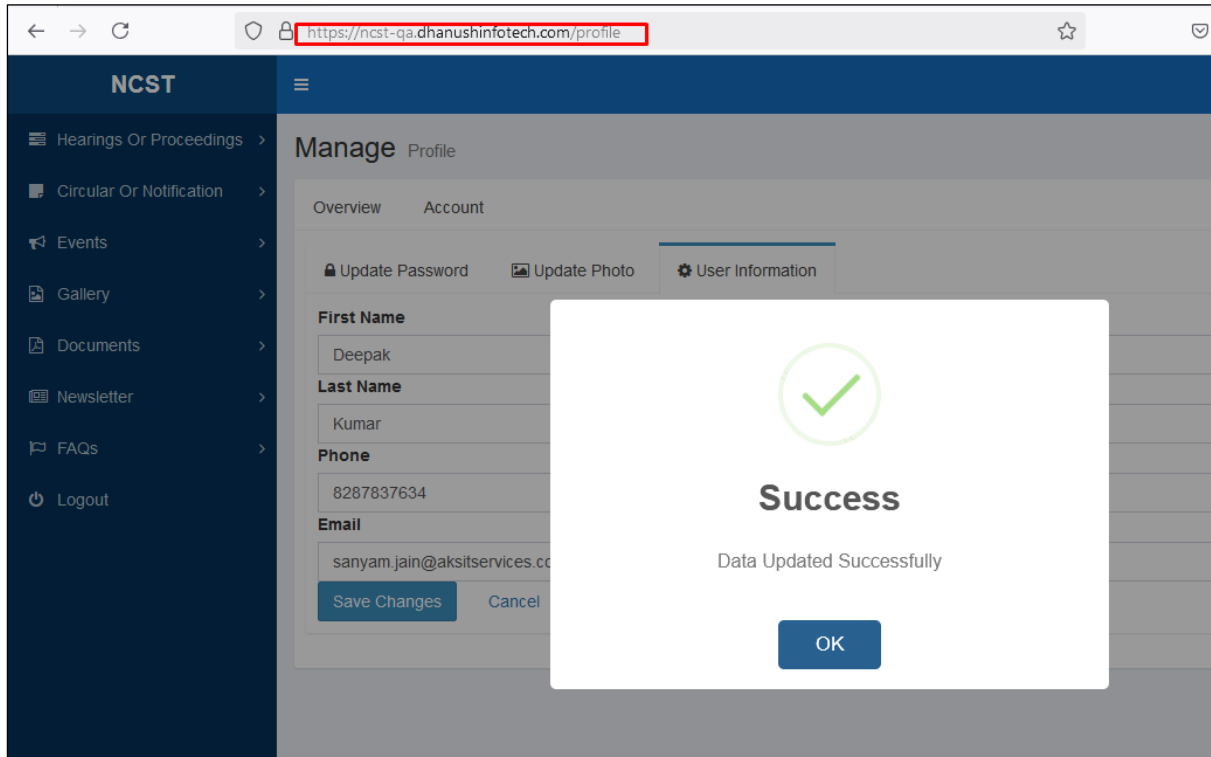 https://ncst-qa.dhanushinfotech.com/profile
NCST
Hearings Or Proceedings
Circular Or Notification
Events
Gallery
Documents
Newsletter
FAQs
Logout
Manage Profile
Overview Account
Update Password Update Photo User Information
First Name
Deepak
Last Name
Kumar
Phone
8287837634
Email
sanyam.jain@aksitservices.co
Save Changes Cancel
Success
Data Updated Successfully
OK